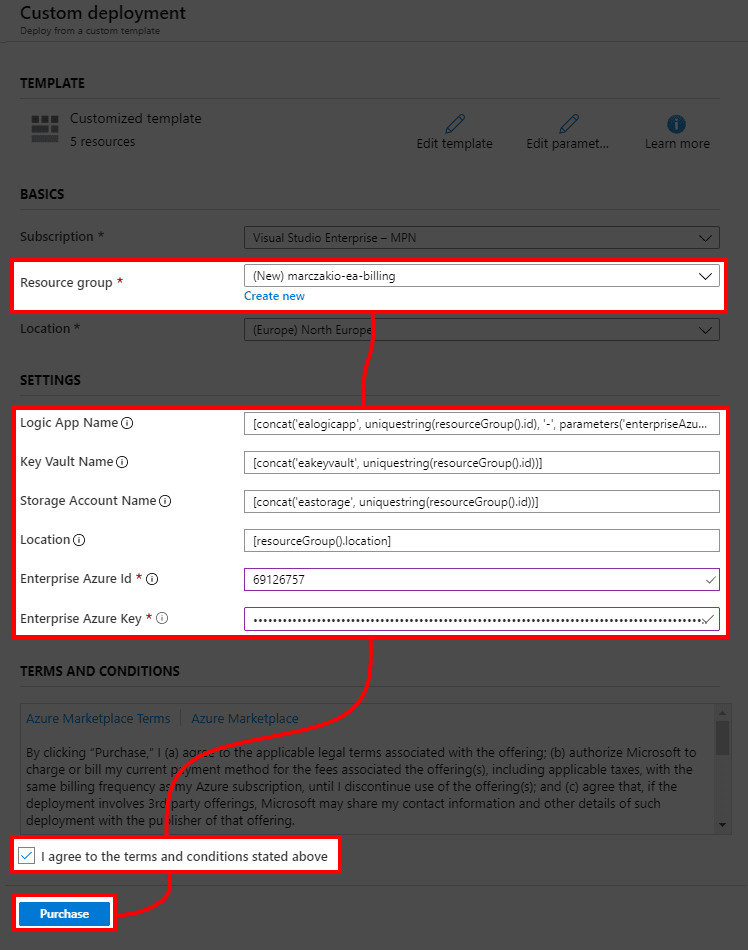 Custom deployment
Deploy from a custom template
TEMPLATE
Customized template
5 resources
Edit template
Edit paramet...
Learn more
BASICS
Subscription *
Visual Studio Enterprise – MPN
Resource group *
(New) marczakio-ea-billing
Create new
Location *
(Europe) North Europe
SETTINGS
Logic App Name
[concat('ealogicapp', uniquestring(resourceGroup().id), '-', parameters('enterpriseAzu...
Key Vault Name
[concat('eakeyvault', uniquestring(resourceGroup().id))]
Storage Account Name
[concat('eastorage', uniquestring(resourceGroup().id))]
Location
[resourceGroup().location]
Enterprise Azure Id *
69126757
Enterprise Azure Key *
TERMS AND CONDITIONS
Azure Marketplace Terms | Azure Marketplace
By clicking “Purchase,” I (a) agree to the applicable legal terms associated with the offering; (b) authorize Microsoft to
charge or bill my current payment method for the fees associated the offering(s), including applicable taxes, with the
same billing frequency as my Azure subscription, until I discontinue use of the offering(s); and (c) agree that, if the
deployment involves 3rd party offerings, Microsoft may share my contact information and other details of such
deployment with the publisher of that offering.
I agree to the terms and conditions stated above
Purchase